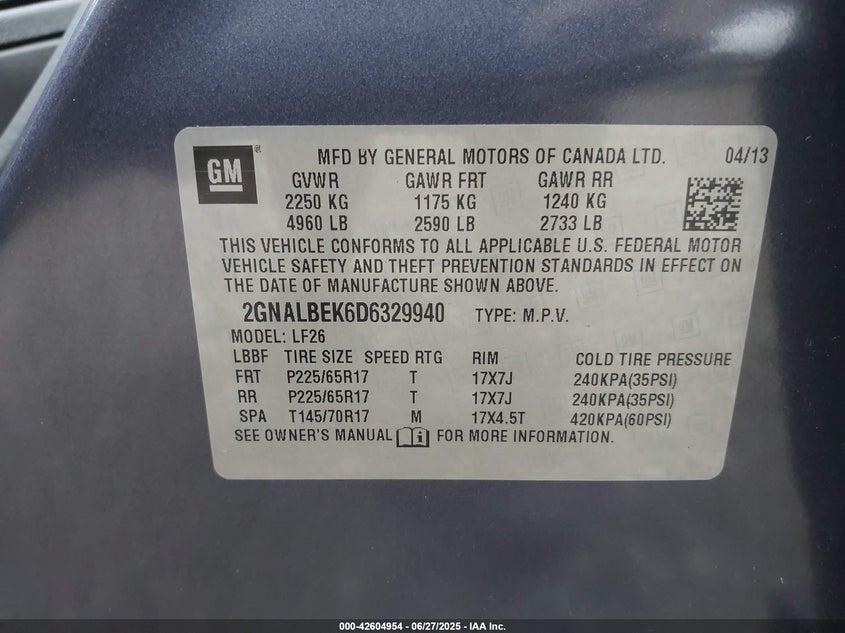 GM ® MFD BY GENERAL MOTORS OF CANADA LTD. 04/13
GVWR GAWR FRT GAWR RR
2250 KG 1175 KG 1240 KG
4960 LB 2590 LB 2733 LB
THIS VEHICLE CONFORMS TO ALL APPLICABLE U.S. FEDERAL MOTOR
VEHICLE SAFETY AND THEFT PREVENTION STANDARDS IN EFFECT ON
THE DATE OF MANUFACTURE SHOWN ABOVE.
2GNALBEK6D6329940 TYPE: M.P.V.
MODEL: LF26
LBBF TIRE SIZE SPEED RTG RIM COLD TIRE PRESSURE
FRT P225/65R17 T 17X7J 240KPA(35PSI)
RR P225/65R17 T 17X7J 240KPA(35PSI)
SPA T145/70R17 M 17X4.5T 420KPA(60PSI)
SEE OWNER'S MANUAL FOR MORE INFORMATION.
000-42604954 - 06/27/2025 - IAA Inc.